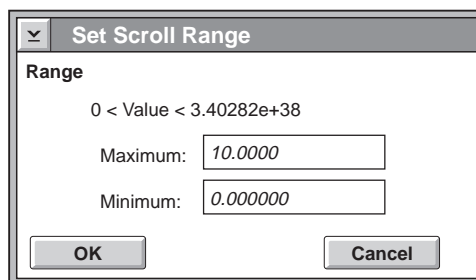 Set Scroll Range
Range
0 < Value < 3.40282e+38
Maximum: 10.0000
Minimum: 0.000000
OK Cancel